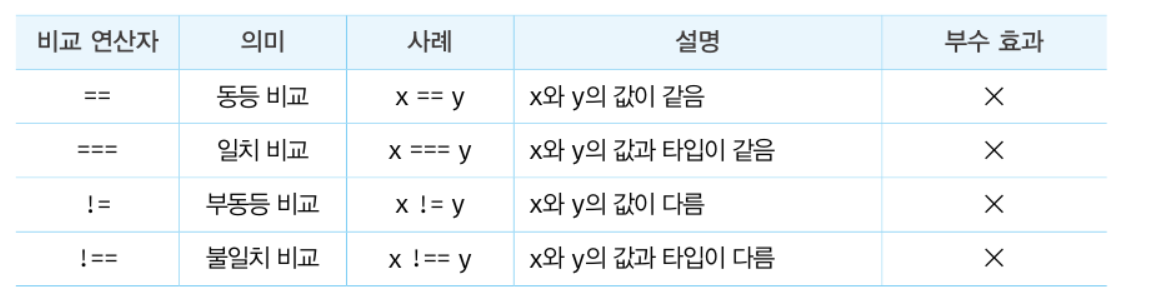 비교 연산자 의미 사례 설명 부수 효과
== 동등 비교 x == y x와 y의 값이 같음 ×
=== 일치 비교 x === y x와 y의 값과 타입이 같음 ×
!= 부동등 비교 x != y x와 y의 값이 다름 ×
!== 불일치 비교 x !== y x와 y의 값과 타입이 다름 ×